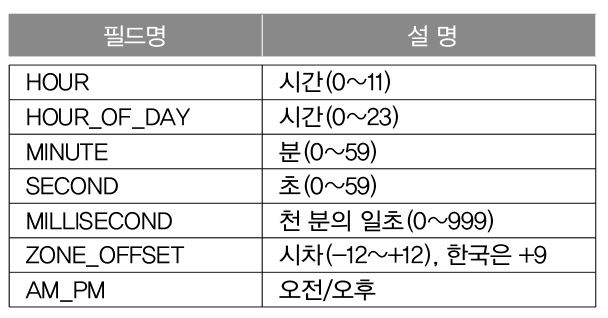 필드명 설 명
HOUR 시간(0~11)
HOUR_OF_DAY 시간(0~23)
MINUTE 분(0~59)
SECOND 초(0~59)
MILLISECOND 천 분의 일초(0~999)
ZONE_OFFSET 시차(-12~+12), 한국은 +9
AM_PM 오전/오후